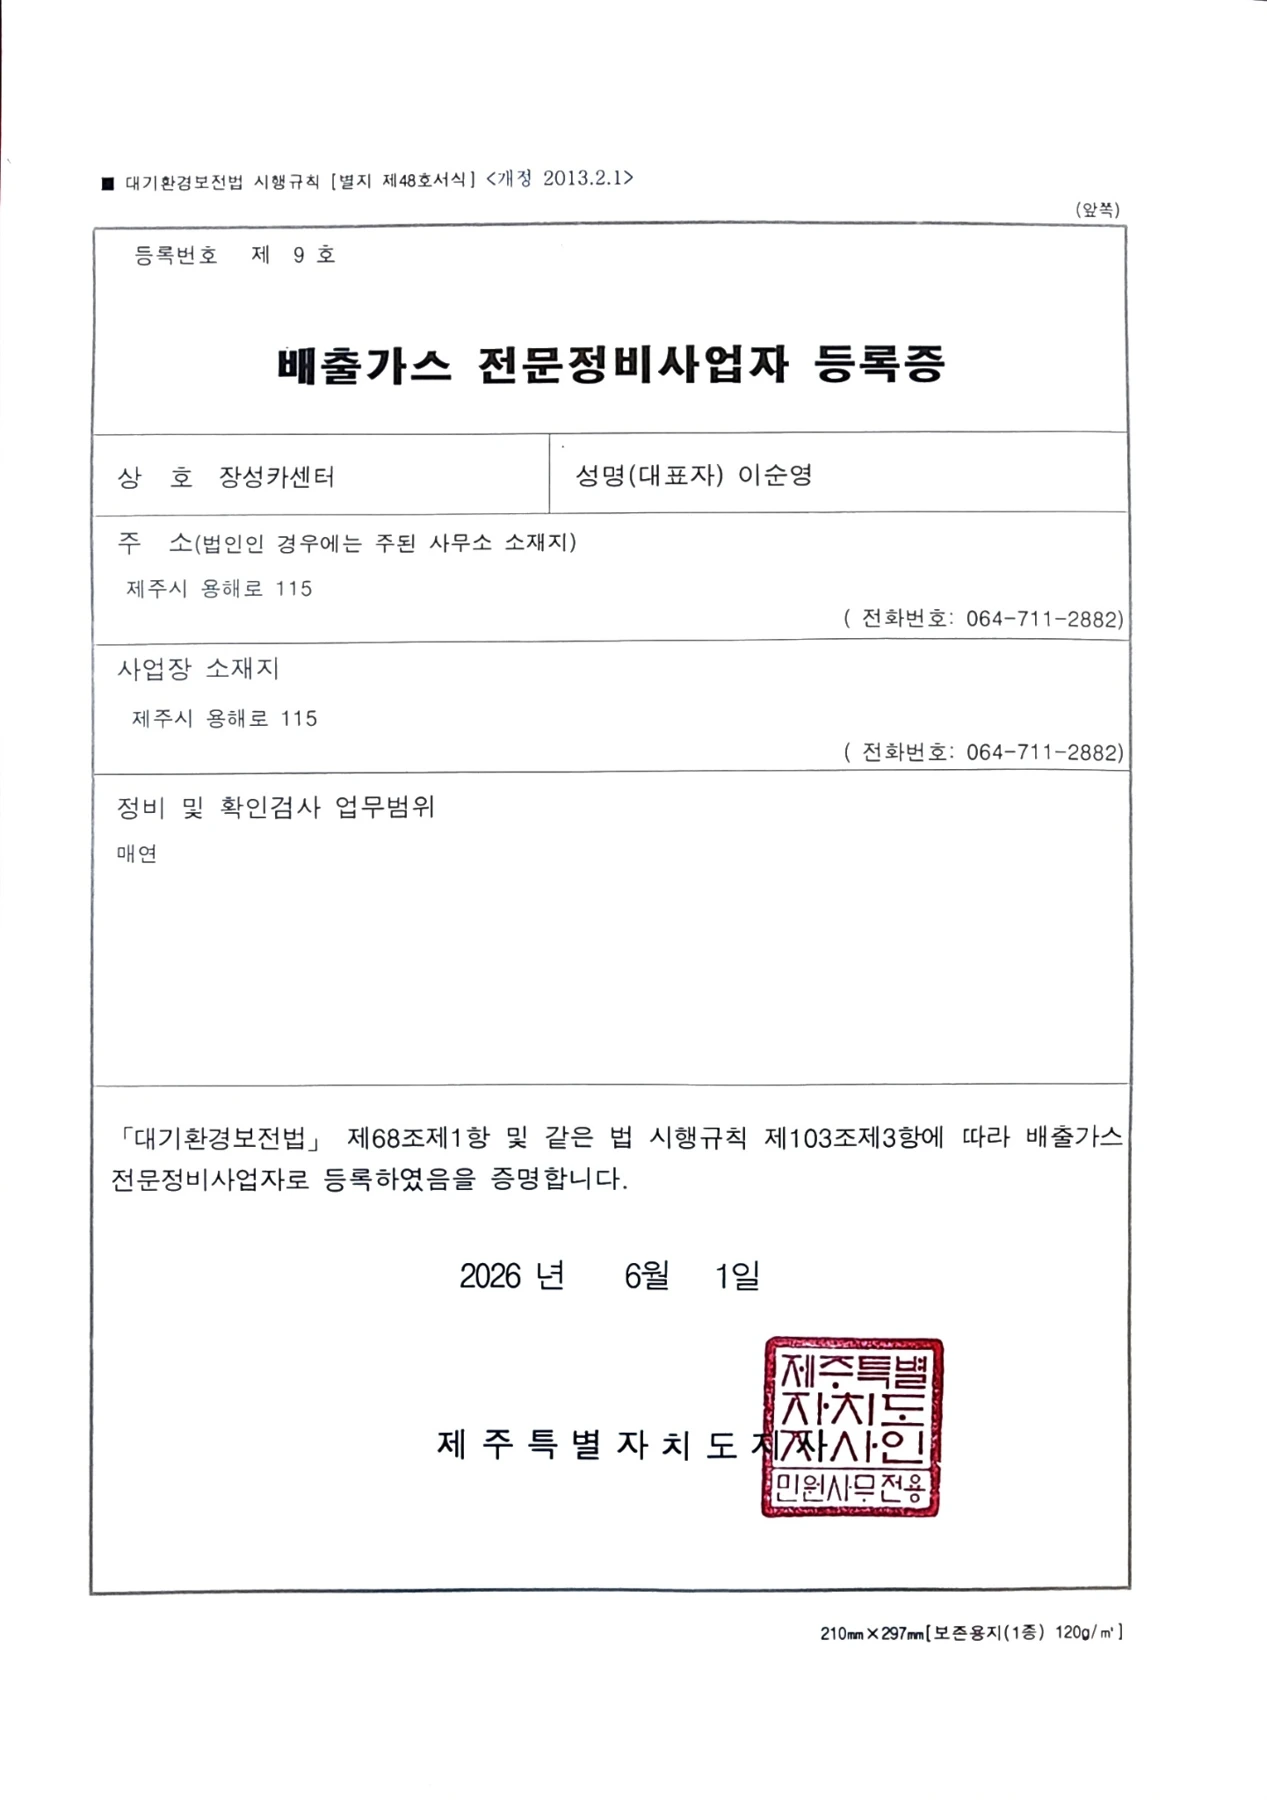 ■ 대기환경보전법 시행규칙 [별지 제48호서식] <개정 2013.2.1>
(앞쪽)
등록번호 제 9 호
배출가스 전문정비사업자 등록증
상 호 장성카센터
성명(대표자) 이순영
주 소(법인인 경우에는 주된 사무소 소재지)
제주시 용해로 115
( 전화번호: 064-711-2882)
사업장 소재지
제주시 용해로 115
( 전화번호: 064-711-2882)
정비 및 확인검사 업무범위
매연
「대기환경보전법」 제68조제1항 및 같은 법 시행규칙 제103조제3항에 따라 배출가스
전문정비사업자로 등록하였음을 증명합니다.
2026 년 6월 1일
제주특별자치도지사
제주특별
자치도
지사인
민원사무전용
210㎜×297㎜[보존용지(1종) 120g/㎡]